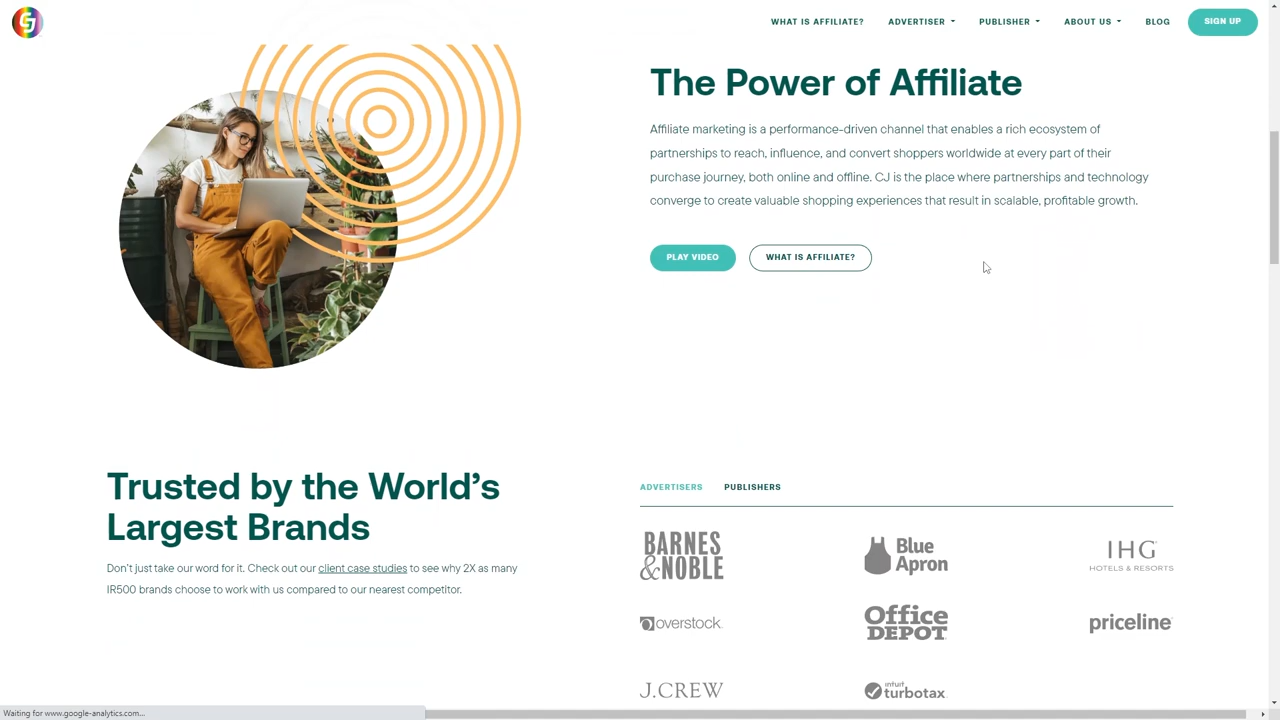 WHAT IS AFFILIATE?
ADVERTISER
PUBLISHER
ABOUT US
BLOG
SIGN UP
The Power of Affiliate
Affiliate marketing is a performance-driven channel that enables a rich ecosystem of
partnerships to reach, influence, and convert shoppers worldwide at every part of their
purchase journey, both online and offline. CJ is the place where partnerships and technology
converge to create valuable shopping experiences that result in scalable, profitable growth.
PLAY VIDEO
WHAT IS AFFILIATE?
Trusted by the World's
Largest Brands
Don't just take our word for it. Check out our client case studies to see why 2X as many
IR500 brands choose to work with us compared to our nearest competitor.
ADVERTISERS
PUBLISHERS
BARNES
&NOBLE
Blue
Apron
IHG
HOTELS & RESORTS
overstock.
Office
DEPOT
priceline
J.CREW
intuit
turbotax
Waiting for www.google-analytics.com...